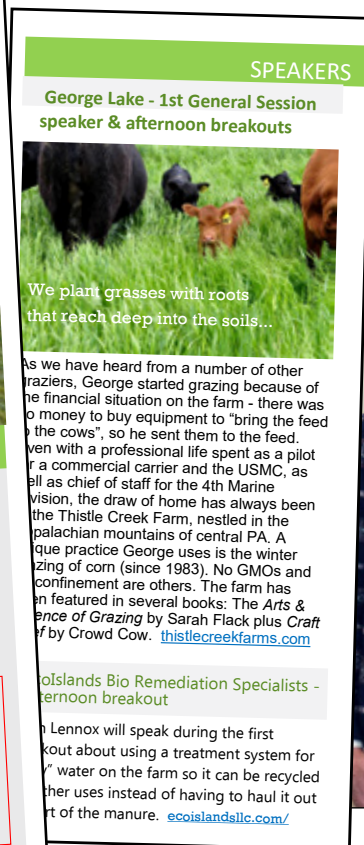 SPEAKERS
George Lake - 1st General Session
speaker & afternoon breakouts
We plant grasses with roots
that reach deep into the soils...
As we have heard from a number of other
graziers, George started grazing because of
the financial situation on the farm - there was
no money to buy equipment to “bring the feed
to the cows”, so he sent them to the feed.
Even with a professional life spent as a pilot
for a commercial carrier and the USMC, as
well as chief of staff for the 4th Marine
Division, the draw of home has always been
the Thistle Creek Farm, nestled in the
Appalachian mountains of central PA. A
unique practice George uses is the winter
grazing of corn (since 1983). No GMOs and
confinement are others. The farm has
been featured in several books: The Arts &
Science of Grazing by Sarah Flack plus Craft
Beef by Crowd Cow. thistlecreekfarms.com
EcoIslands Bio Remediation Specialists -
afternoon breakout
Lennox will speak during the first
breakout about using a treatment system for
water on the farm so it can be recycled
other uses instead of having to haul it out
of the manure. ecoislandsllc.com/